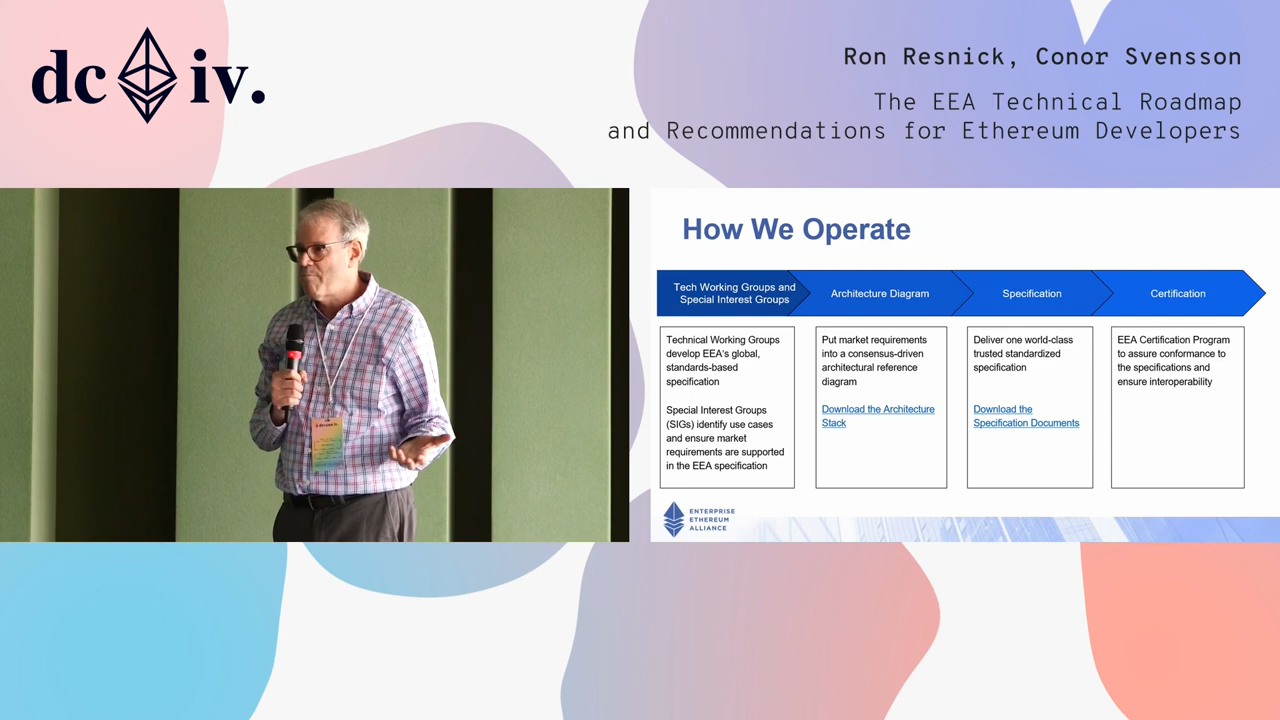 dc iv.
Ron Resnick, Conor Svensson
The EEA Technical Roadmap
and Recommendations for Ethereum Developers
How We Operate
Tech Working Groups and
Special Interest Groups
Architecture Diagram
Specification
Certification
Technical Working Groups
develop EEA's global,
standards-based
specification
Special Interest Groups
(SIGs) identify use cases
and ensure market
requirements are supported
in the EEA specification
Put market requirements
into a consensus-driven
architectural reference
diagram
Download the Architecture
Stack
Deliver one world-class
trusted standardized
specification
Download the
Specification Documents
EEA Certification Program
to assure conformance to
the specifications and
ensure interoperability
ENTERPRISE
ETHEREUM
ALLIANCE